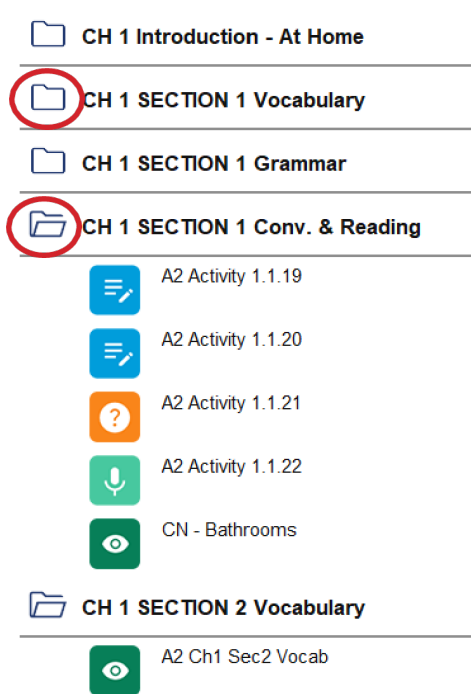 CH 1 Introduction - At Home
CH 1 SECTION 1 Vocabulary
CH 1 SECTION 1 Grammar
CH 1 SECTION 1 Conv. & Reading
A2 Activity 1.1.19
A2 Activity 1.1.20
A2 Activity 1.1.21
?
A2 Activity 1.1.22
CN - Bathrooms
CH 1 SECTION 2 Vocabulary
A2 Ch1 Sec2 Vocab